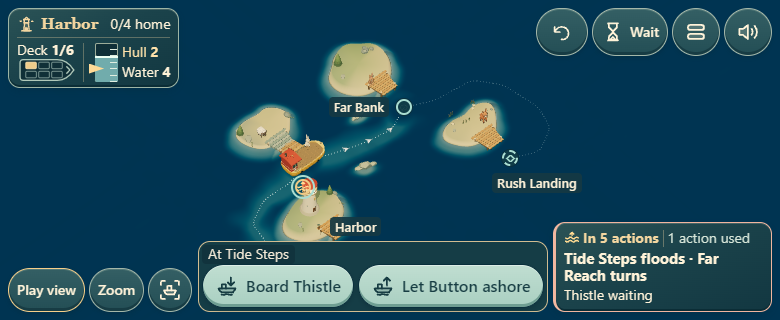 Harbor 0/4 home
Deck 1/6
Hull 2
Water 4
Wait
Far Bank
Rush Landing
Harbor
At Tide Steps
Board Thistle
Let Button ashore
Play view
Zoom
In 5 actions | 1 action used
Tide Steps floods · Far
Reach turns
Thistle waiting